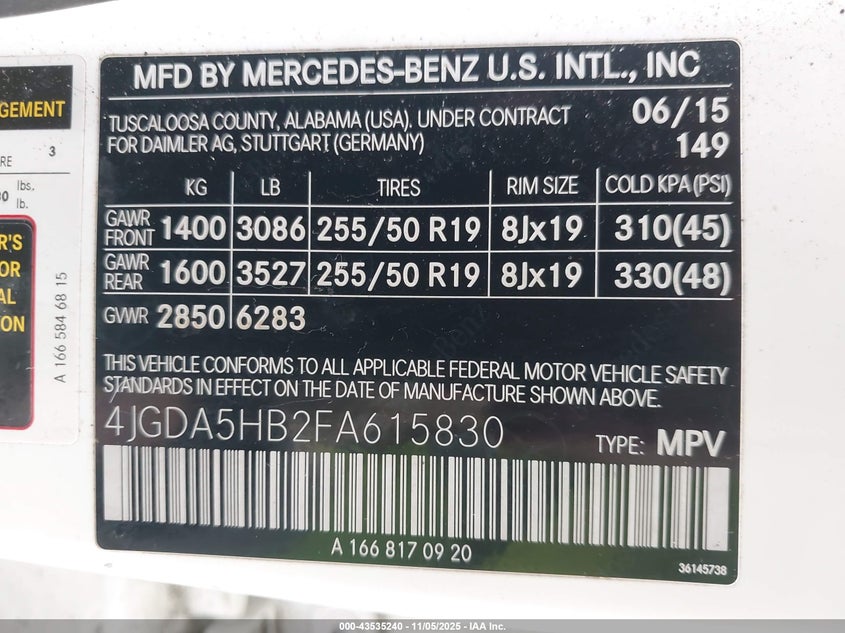 MFD BY MERCEDES-BENZ U.S. INTL., INC
TUSCALOOSA COUNTY, ALABAMA (USA). UNDER CONTRACT 06/15
FOR DAIMLER AG, STUTTGART (GERMANY) 149
KG LB TIRES RIM SIZE COLD KPA (PSI)
GAWR FRONT 1400 3086 255/50 R19 8Jx19 310(45)
GAWR REAR 1600 3527 255/50 R19 8Jx19 330(48)
GVWR 2850 6283
THIS VEHICLE CONFORMS TO ALL APPLICABLE FEDERAL MOTOR VEHICLE SAFETY
STANDARDS IN EFFECT ON THE DATE OF MANUFACTURE SHOWN ABOVE.
4JGDA5HB2FA615830 TYPE: MPV
A 166 817 09 20
36145738
GEMENT
3
lbs.
lb.
A 166 584 68 15
000-43535240 - 11/05/2025 - IAA Inc.